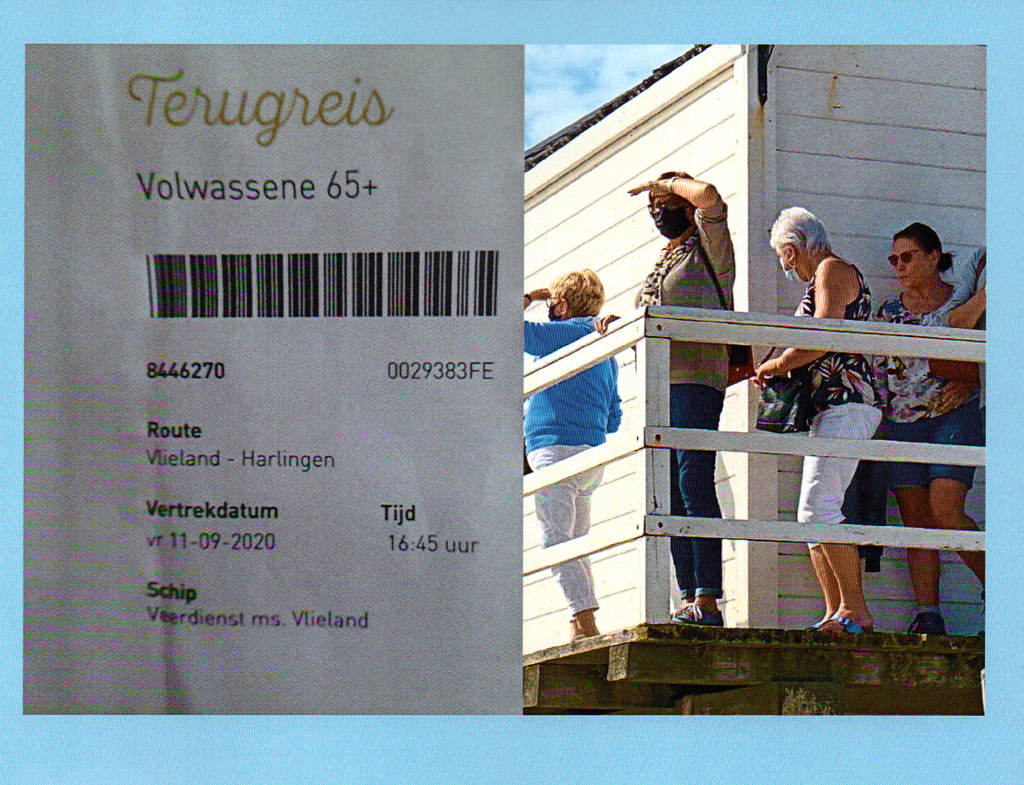 Terugreis
Volwassene 65+
8446270 0029383FE
Route
Vlieland - Harlingen
Vertrekdatum Tijd
vr 11-09-2020 16:45 uur
Schip
Veerdienst ms. Vlieland